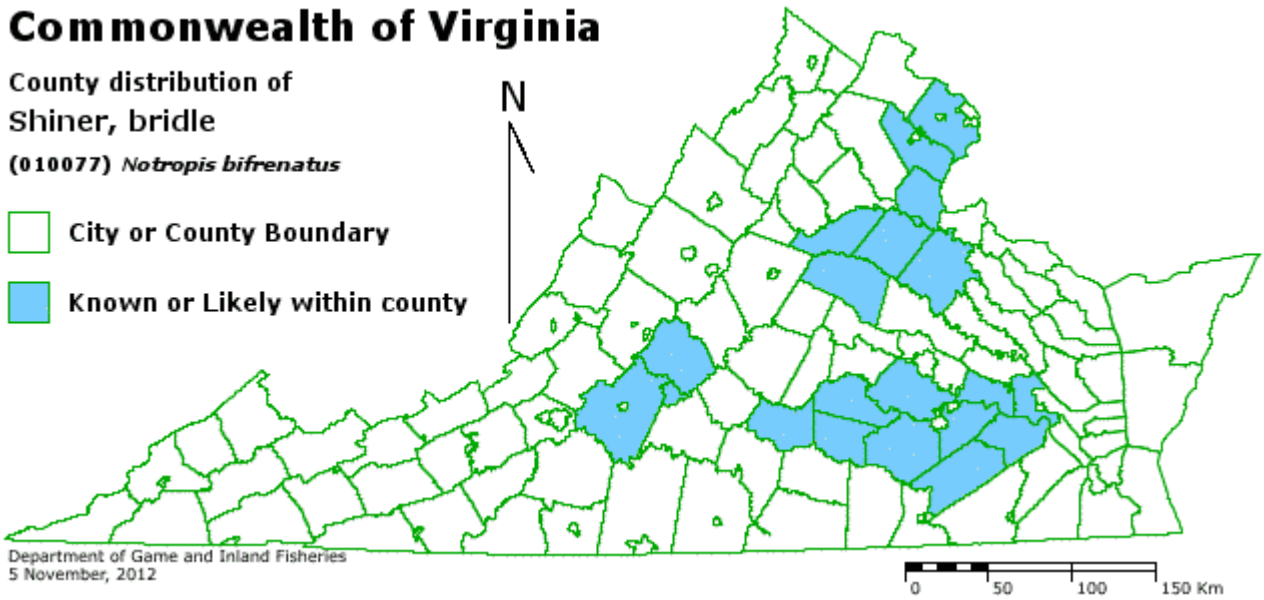 Commonwealth of Virginia
County distribution of
Shiner, bridle
(010077) Notropis bifrenatus
N
City or County Boundary
Known or Likely within county
Department of Game and Inland Fisheries
5 November, 2012
0 50 100 150 Km